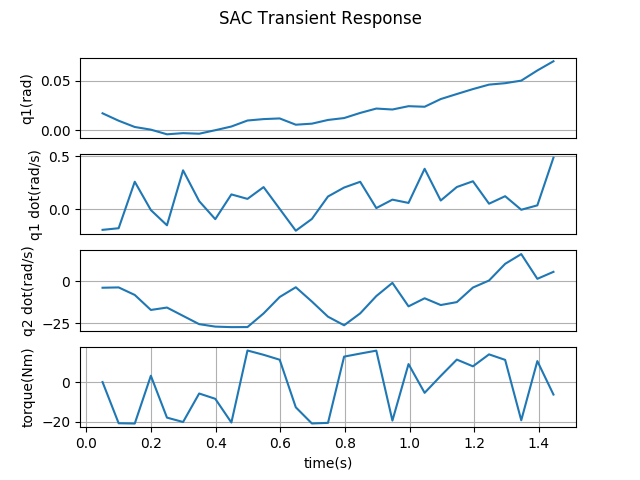 SAC Transient Response
q1(rad)
0.05
0.00
q1 dot(rad/s)
0.5
0.0
q2 dot(rad/s)
0
−25
torque(Nm)
0
−20
0.0 0.2 0.4 0.6 0.8 1.0 1.2 1.4
time(s)